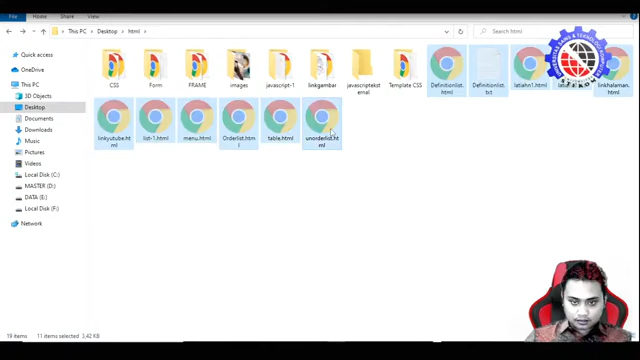 File Home Share View
This PC Desktop html
Search html
Quick access
OneDrive
This PC
3D Objects
Desktop
Documents
Downloads
Music
Pictures
Videos
Local Disk (C:)
MASTER (D:)
DATA (E:)
Local Disk (F:)
Network
CSS Form FRAME images javascript-1 linkgambar javascripteksternal Template CSS
Definitionlist.html
Definitionlist.txt
latiahn1.html
linkhalaman.html
linkyutube.html
list-1.html
menu.html
Orderlist.html
table.html
unorderlist.html
19 items 11 items selected 3,42 KB